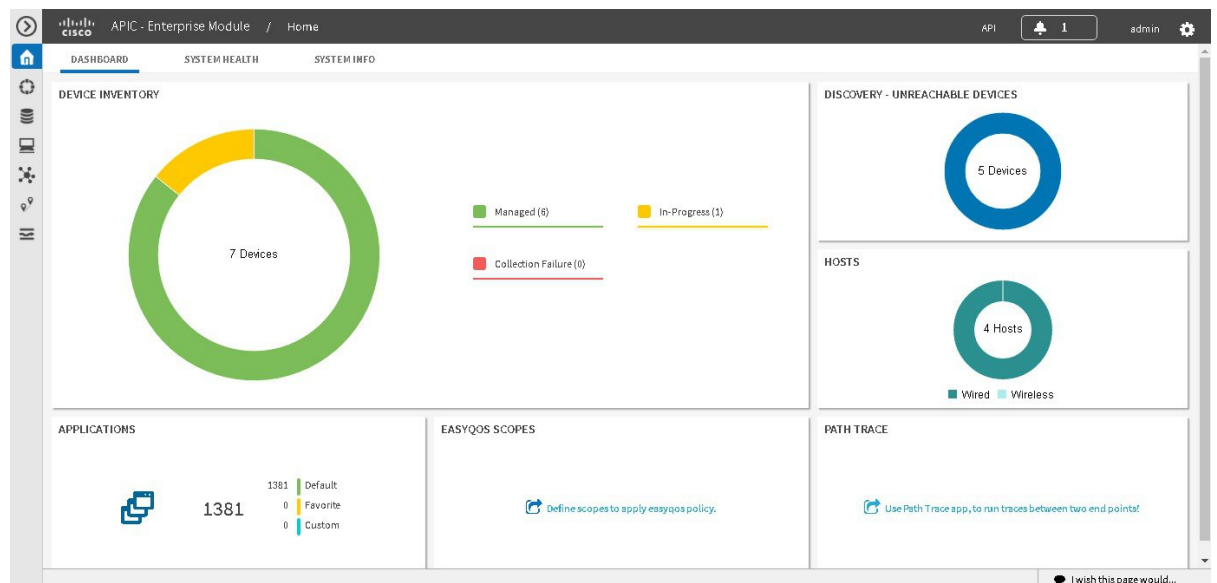 cisco APIC - Enterprise Module / Home API 1 admin
DASHBOARD SYSTEM HEALTH SYSTEM INFO
DEVICE INVENTORY
7 Devices
Managed (6) In-Progress (1)
Collection Failure (0)
DISCOVERY - UNREACHABLE DEVICES
5 Devices
HOSTS
4 Hosts
Wired Wireless
APPLICATIONS
1381
1381 Default
0 Favorite
0 Custom
EASYQOS SCOPES
Define scopes to apply easyqos policy.
PATH TRACE
Use Path Trace app, to run traces between two end points!
I wish this page would...